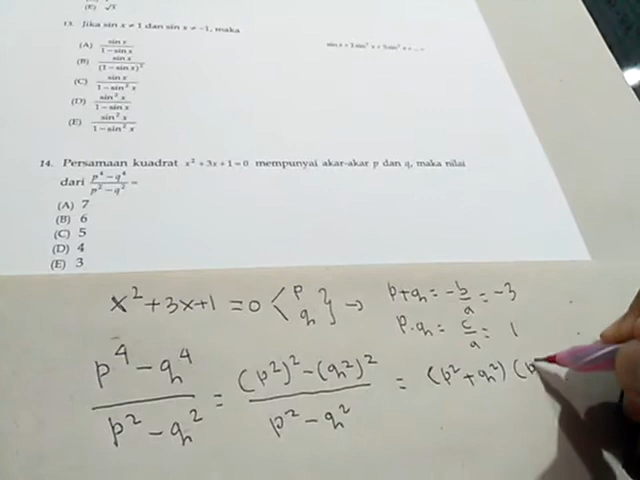 (E) √3
13. Jika sin x ≠ 1 dan sin x ≠ −1, maka
(A) sin x / 1 − sin x
(B) sin x / (1 − sin x)²
(C) sin x / 1 − sin² x
(D) sin² x / 1 − sin x
(E) sin² x / 1 − sin² x
14. Persamaan kuadrat x² + 3x + 1 = 0 mempunyai akar-akar p dan q, maka nilai
dari p⁴ − q⁴ / p² − q² =
(A) 7
(B) 6
(C) 5
(D) 4
(E) 3
x² + 3x + 1 = 0 < p q } → p + q = −b/a = −3
p . q = c/a = 1
p⁴ − q⁴ / p² − q² = (p²)² − (q²)² / p² − q² = (p² + q²) (p